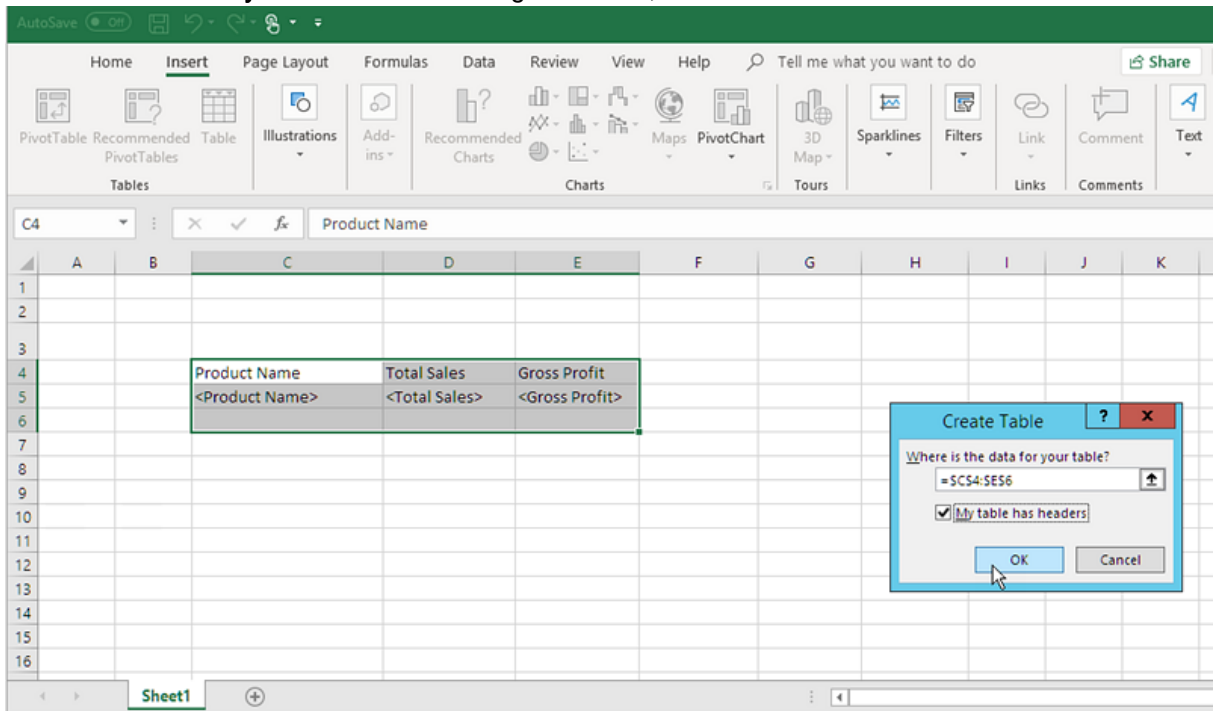 AutoSave Off
Home Insert Page Layout Formulas Data Review View Help Tell me what you want to do Share
PivotTable Recommended PivotTables Table Illustrations Add-ins Recommended Charts Maps PivotChart 3D Map Sparklines Filters Link Comment Text
Tables Charts Tours Links Comments
C4 fx Product Name
A B C D E F G H I J K
1
2
3
4 Product Name Total Sales Gross Profit
5 <Product Name> <Total Sales> <Gross Profit>
6
7
8
9
10
11
12
13
14
15
16
Create Table ? X
Where is the data for your table?
=$C$4:$E$6
My table has headers
OK Cancel
Sheet1